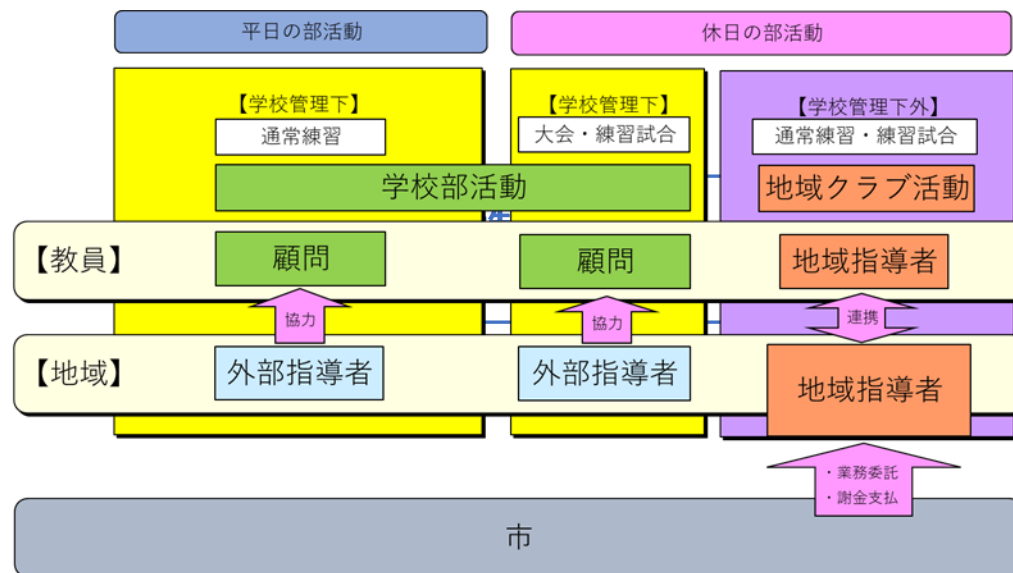 平日の部活動
休日の部活動
【学校管理下】
【学校管理下】
【学校管理下外】
通常練習
大会・練習試合
通常練習・練習試合
学校部活動
地域クラブ活動
【教員】
顧問
顧問
地域指導者
協力
協力
連携
【地域】
外部指導者
外部指導者
地域指導者
・業務委託
・謝金支払
市